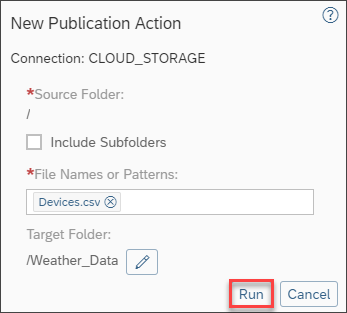 New Publication Action
?
Connection: CLOUD_STORAGE
*Source Folder:
/
Include Subfolders
*File Names or Patterns:
Devices.csv
Target Folder:
/Weather_Data
Run Cancel